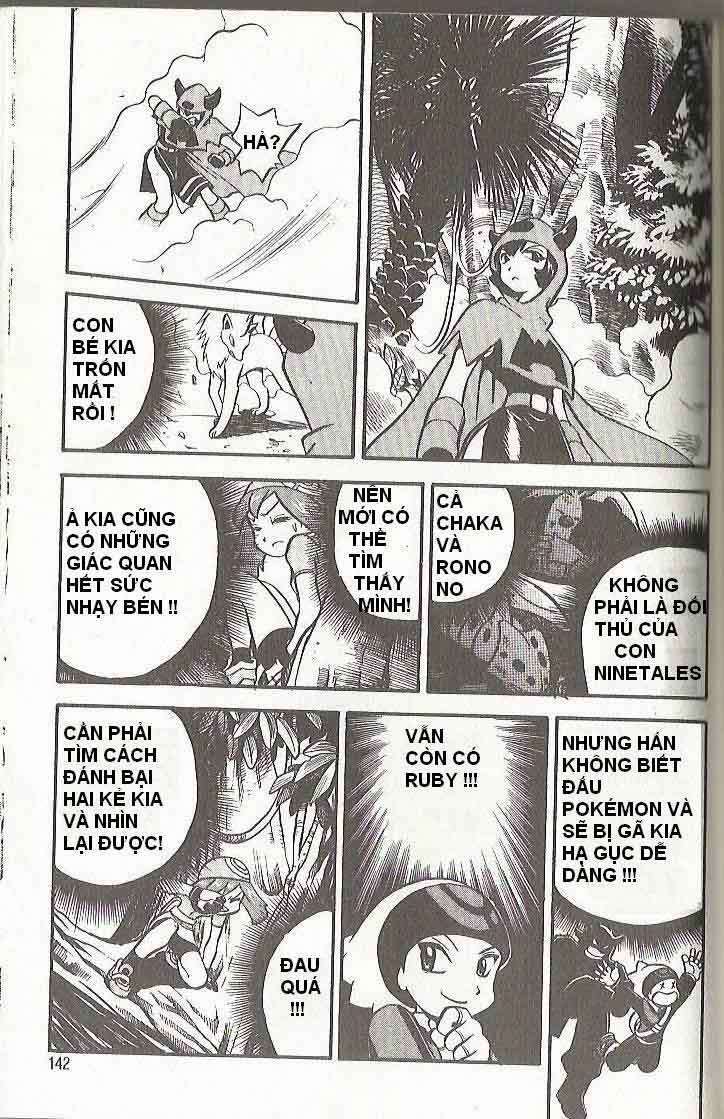 HẢ?
CON
BÉ KIA
TRỐN
MẤT
RỒI !
Ả KIA CŨNG
CÓ NHỮNG
GIÁC QUAN
HẾT SỨC
NHẠY BÉN !!
NÊN
MỚI CÓ
THỂ
TÌM
THẤY
MÌNH!
CẢ
CHAKA
VÀ
RONO
NO
KHÔNG
PHẢI LÀ ĐỐI
THỦ CỦA
CON
NINETALES
CẦN PHẢI
TÌM CÁCH
ĐÁNH BẠI
HAI KẺ KIA
VÀ NHÌN
LẠI ĐƯỢC!
ĐAU
QUÁ
!!!
VẪN
CÒN CÓ
RUBY !!!
NHƯNG HẮN
KHÔNG BIẾT
ĐẤU
POKÉMON VÀ
SẼ BỊ GÃ KIA
HẠ GỤC DỄ
DÀNG !!!
142